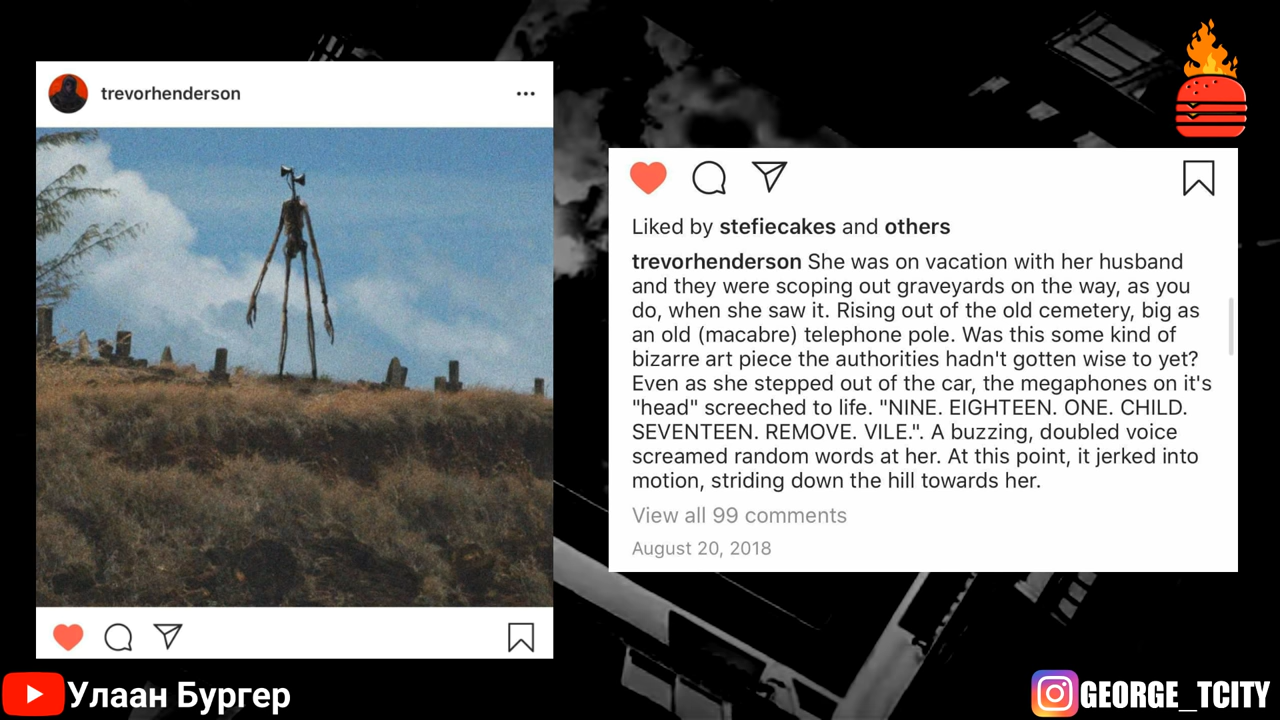 trevorhenderson
Liked by stefiecakes and others
trevorhenderson She was on vacation with her husband
and they were scoping out graveyards on the way, as you
do, when she saw it. Rising out of the old cemetery, big as
an old (macabre) telephone pole. Was this some kind of
bizarre art piece the authorities hadn't gotten wise to yet?
Even as she stepped out of the car, the megaphones on it's
"head" screeched to life. "NINE. EIGHTEEN. ONE. CHILD.
SEVENTEEN. REMOVE. VILE.". A buzzing, doubled voice
screamed random words at her. At this point, it jerked into
motion, striding down the hill towards her.
View all 99 comments
August 20, 2018
Улаан Бургер
GEORGE_TCITY